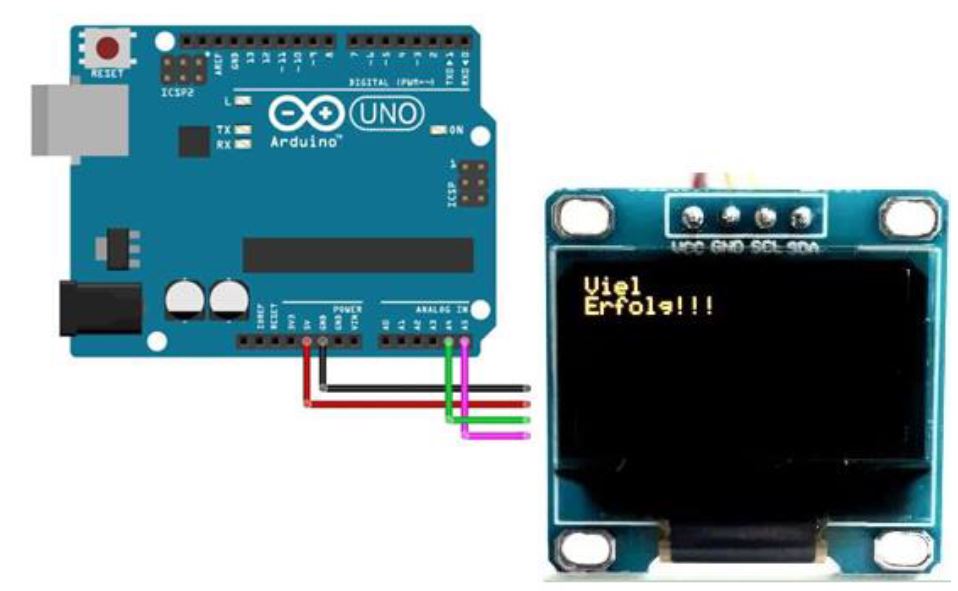 RESET
ICSP2
AREF
GND
13
12
~11
~10
~9
8
7
~6
~5
4
~3
2
TX0▶1
RX0◀0
DIGITAL (PWM=~)
L
TX
RX
UNO
Arduino™
ON
1
ICSP
IOREF
RESET
3V3
5V
GND
GND
VIN
POWER
A0
A1
A2
A3
A4
A5
ANALOG IN
VCC GND SCL SDA
Viel
Erfolg!!!